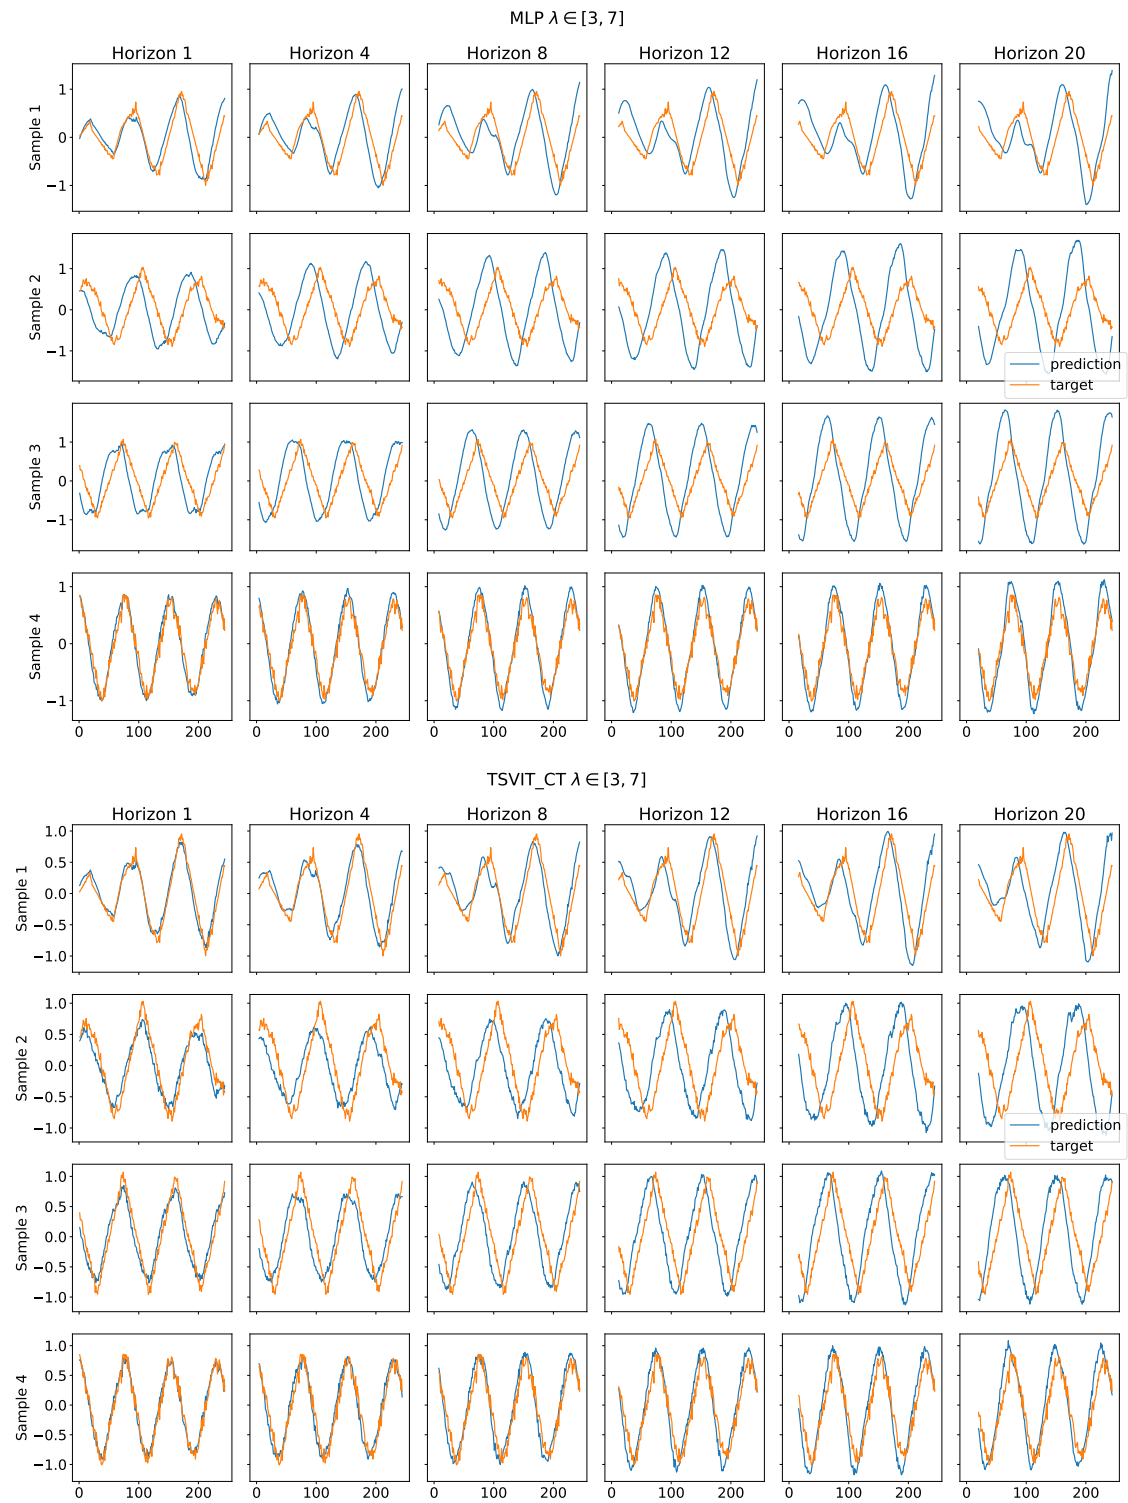 MLP λ ∈ [3, 7]
Horizon 1 Horizon 4 Horizon 8 Horizon 12 Horizon 16 Horizon 20
Sample 1
1
0
−1
Sample 2
1
0
−1
prediction
target
Sample 3
1
0
−1
Sample 4
1
0
−1
0 100 200 0 100 200 0 100 200 0 100 200 0 100 200 0 100 200
TSVIT_CT λ ∈ [3, 7]
Horizon 1 Horizon 4 Horizon 8 Horizon 12 Horizon 16 Horizon 20
Sample 1
1.0
0.5
0.0
−0.5
−1.0
Sample 2
1.0
0.5
0.0
−0.5
−1.0
prediction
target
Sample 3
1.0
0.5
0.0
−0.5
−1.0
Sample 4
1.0
0.5
0.0
−0.5
−1.0
0 100 200 0 100 200 0 100 200 0 100 200 0 100 200 0 100 200